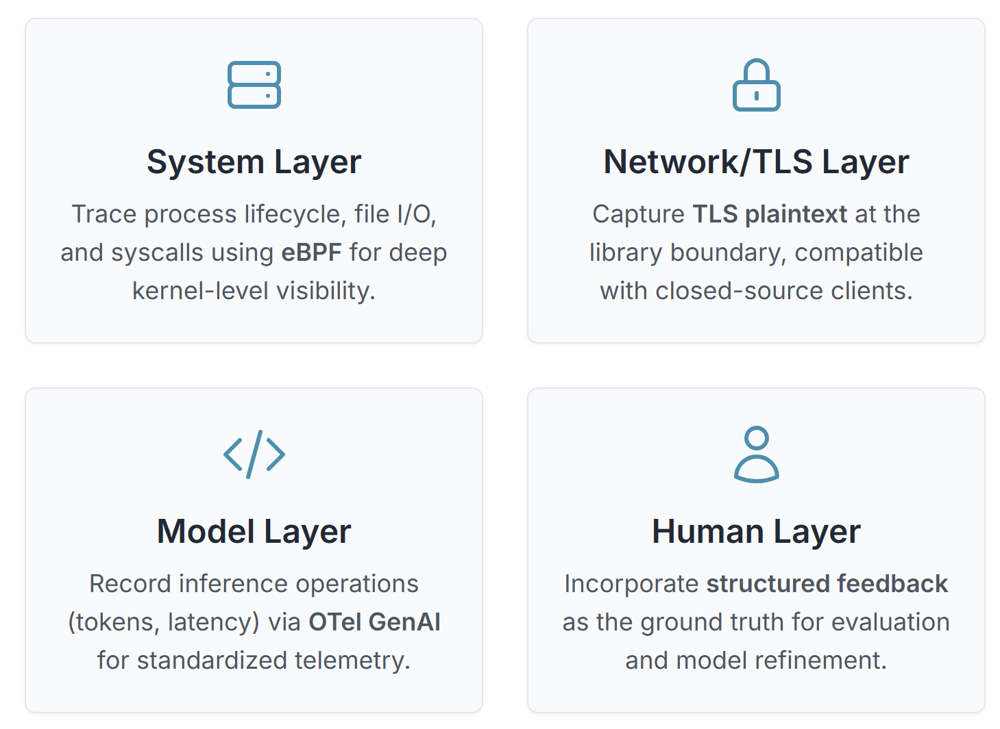 System Layer
Trace process lifecycle, file I/O,
and syscalls using eBPF for deep
kernel-level visibility.
Network/TLS Layer
Capture TLS plaintext at the
library boundary, compatible
with closed-source clients.
Model Layer
Record inference operations
(tokens, latency) via OTel GenAI
for standardized telemetry.
Human Layer
Incorporate structured feedback
as the ground truth for evaluation
and model refinement.